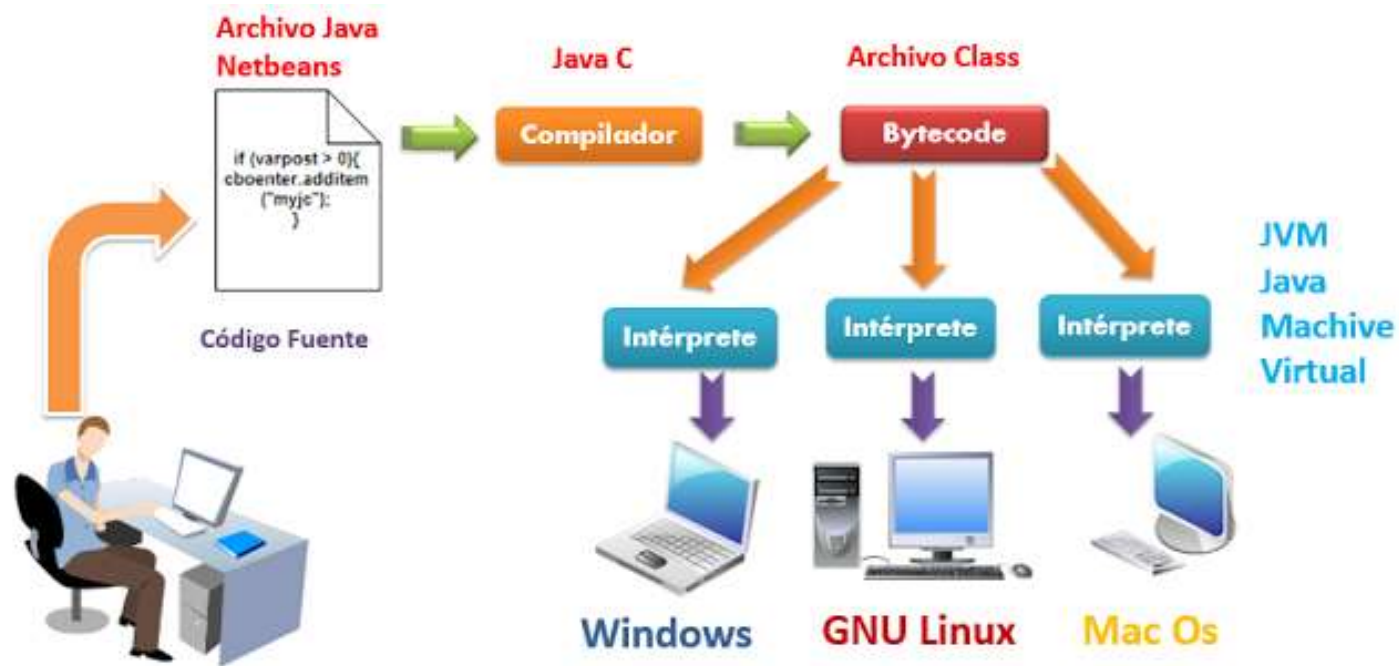 Archivo Java
Netbeans
Java C
Archivo Class
if (varpost > 0){
cboenter.additem
("myjc");
}
Compilador
Bytecode
Código Fuente
Intérprete
Intérprete
Intérprete
JVM
Java
Machive
Virtual
Windows
GNU Linux
Mac Os